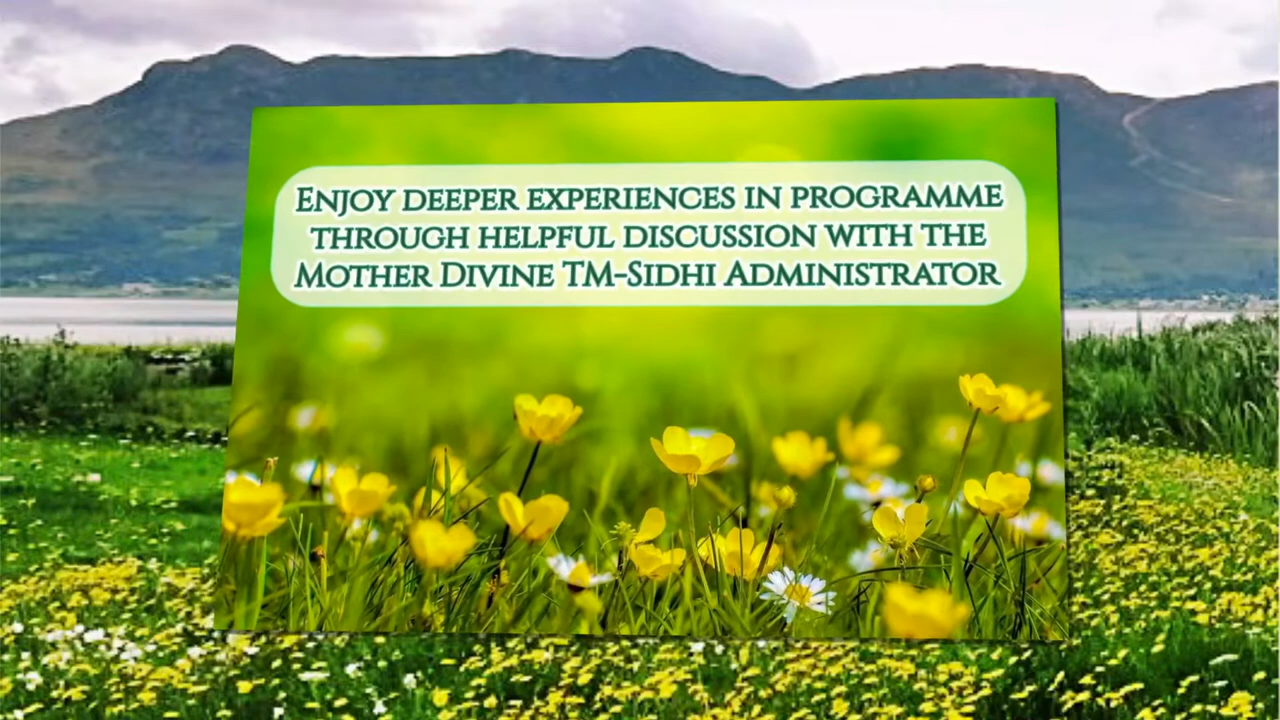 Enjoy deeper experiences in programme
through helpful discussion with the
Mother Divine TM-Sidhi Administrator